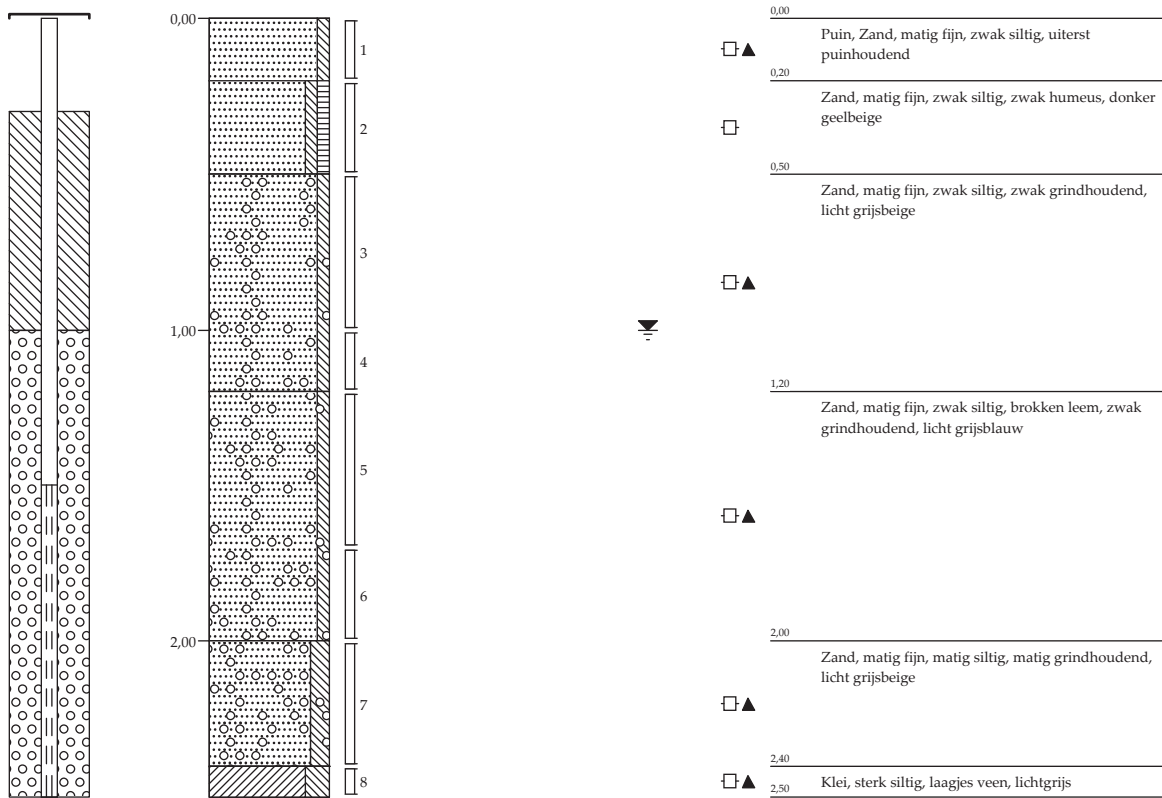 0,00
1
2
3
1,00
4
5
6
2,00
7
8
0,00
Puin, Zand, matig fijn, zwak siltig, uiterst
puinhoudend
0,20
Zand, matig fijn, zwak siltig, zwak humeus, donker
geelbeige
0,50
Zand, matig fijn, zwak siltig, zwak grindhoudend,
licht grijsbeige
1,20
Zand, matig fijn, zwak siltig, brokken leem, zwak
grindhoudend, licht grijsblauw
2,00
Zand, matig fijn, matig siltig, matig grindhoudend,
licht grijsbeige
2,40
Klei, sterk siltig, laagjes veen, lichtgrijs
2,50